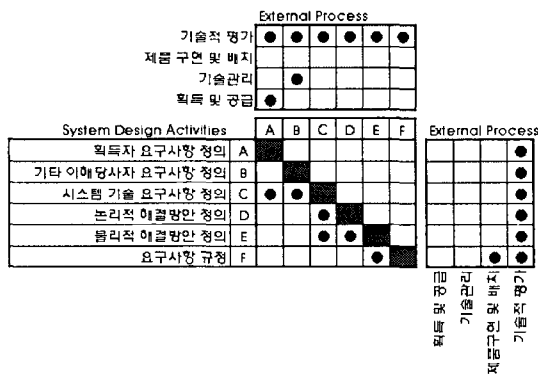 External Process
기술적 평가
제품 구현 및 배치
기술관리
획득 및 공급
System Design Activities A B C D E F External Process
획득자 요구사항 정의 A
기타 이해당사자 요구사항 정의 B
시스템 기술 요구사항 정의 C
논리적 해결방안 정의 D
물리적 해결방안 정의 E
요구사항 규정 F
획득 및 공급
기술관리
제품구현 및 배치
기술적 평가